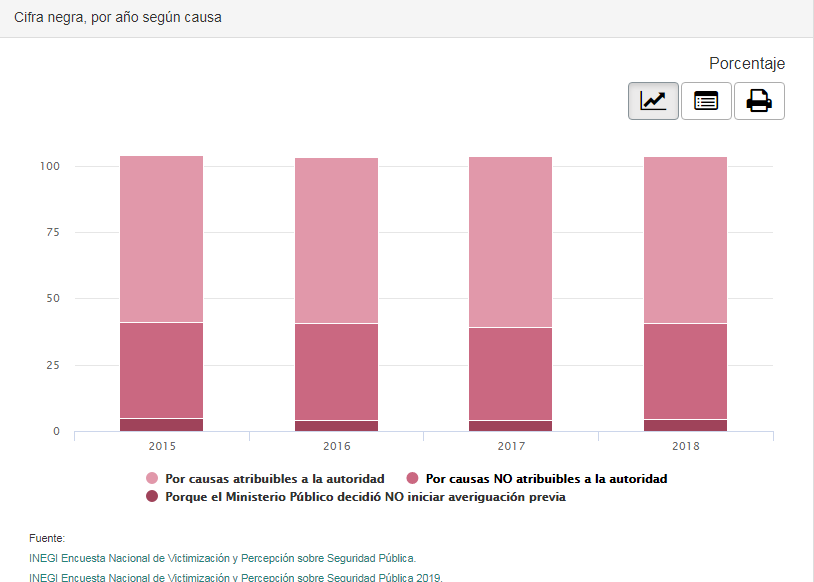 Cifra negra, por año según causa
Porcentaje
100
75
50
25
0
2015
2016
2017
2018
Por causas atribuibles a la autoridad
Por causas NO atribuibles a la autoridad
Porque el Ministerio Público decidió NO iniciar averiguación previa
Fuente:
INEGI Encuesta Nacional de Victimización y Percepción sobre Seguridad Pública.
INEGI Encuesta Nacional de Victimización y Percepción sobre Seguridad Pública 2019.